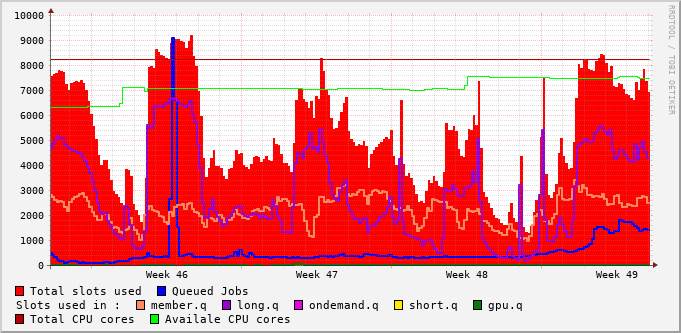 10000
9000
8000
7000
6000
5000
4000
3000
2000
1000
0
Week 46 Week 47 Week 48 Week 49
RRDTOOL / TOBI OETIKER
Total slots used Queued Jobs
Slots used in : member.q long.q ondemand.q short.q gpu.q
Total CPU cores Availale CPU cores